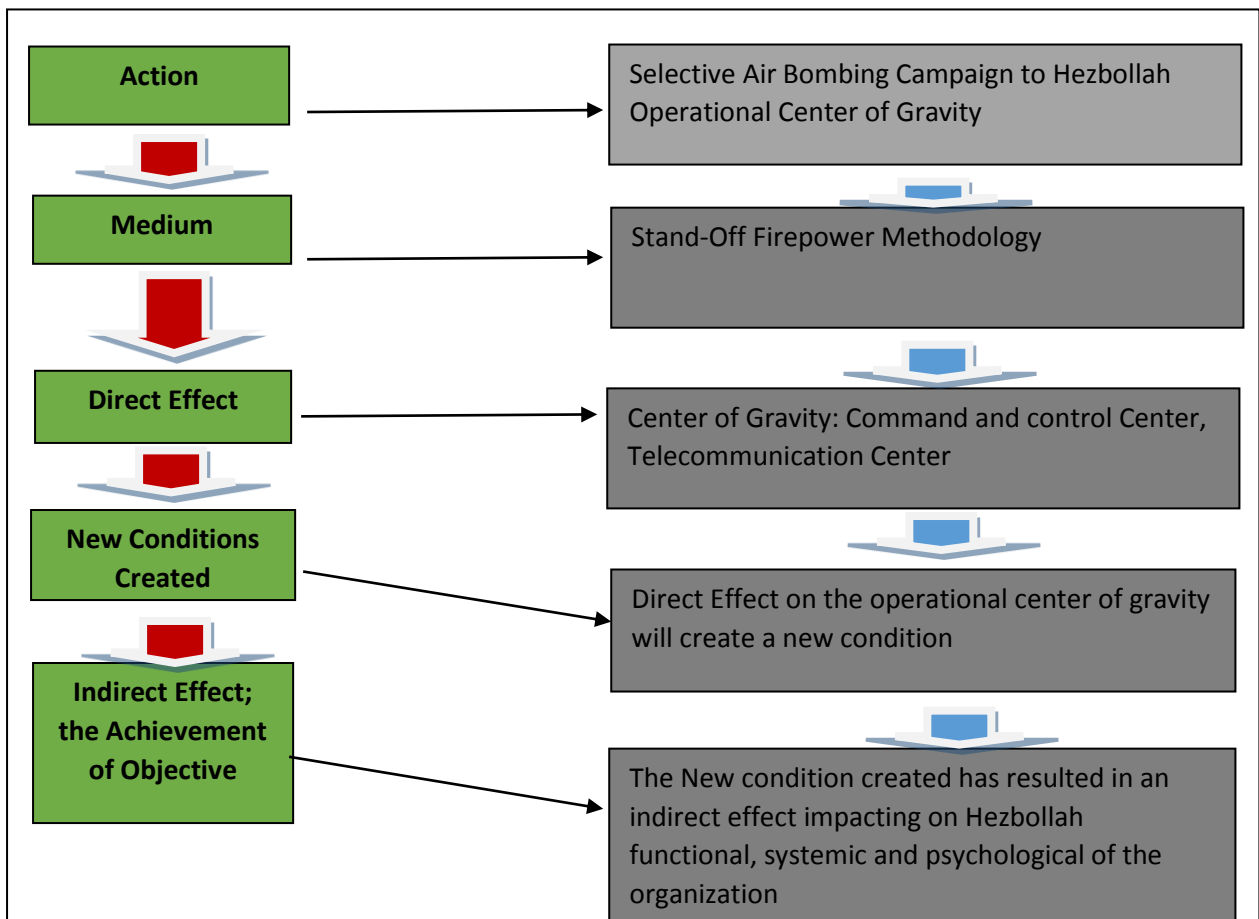 Action
Selective Air Bombing Campaign to Hezbollah
Operational Center of Gravity
Medium
Stand-Off Firepower Methodology
Direct Effect
Center of Gravity: Command and control Center,
Telecommunication Center
New Conditions
Created
Direct Effect on the operational center of gravity
will create a new condition
Indirect Effect;
the Achievement
of Objective
The New condition created has resulted in an
indirect effect impacting on Hezbollah
functional, systemic and psychological of the
organization